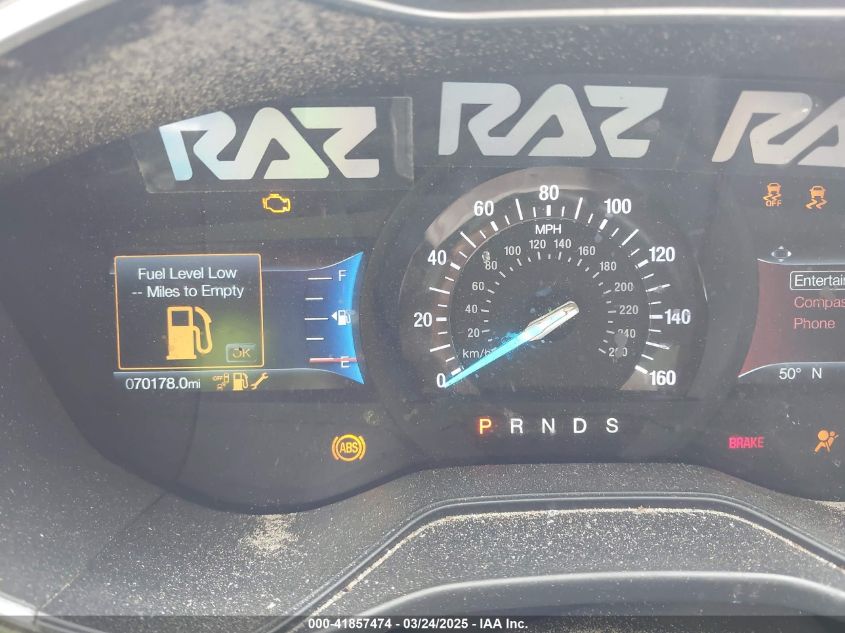 RAZ RAZ RAZ
OFF
Fuel Level Low
-- Miles to Empty
OK
F
E
070178.0mi
OFF
ABS
0 20 40 60 80 100 120 140 160
MPH
km/h 20 40 60 80 100 120 140 160 180 200 220 240 260
P R N D S
Entertai
Compas
Phone
50° N
BRAKE
000-41857474 - 03/24/2025 - IAA Inc.